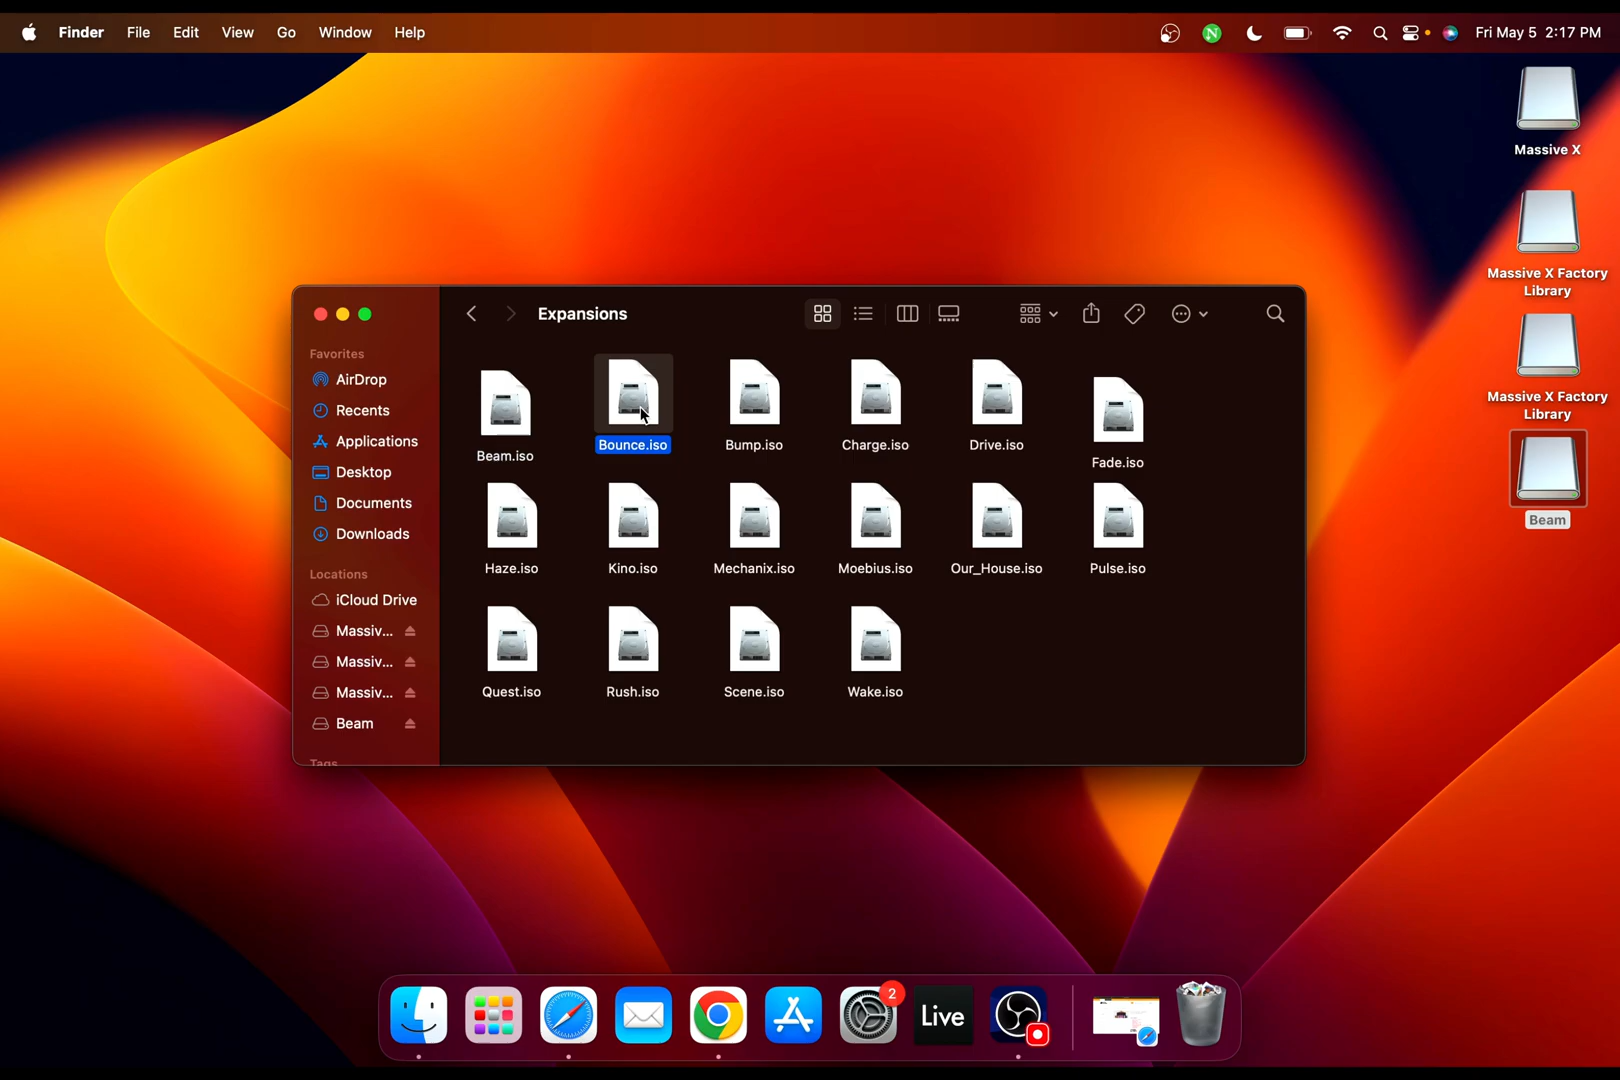 Finder File Edit View Go Window Help
N
Fri May 5 2:17 PM
Massive X
Massive X Factory
Library
Massive X Factory
Library
Beam
Expansions
Favorites
AirDrop
Recents
Applications
Desktop
Documents
Downloads
Locations
iCloud Drive
Massiv...
Massiv...
Massiv...
Beam
Tags
Beam.iso
Bounce.iso
Bump.iso
Charge.iso
Drive.iso
Fade.iso
Haze.iso
Kino.iso
Mechanix.iso
Moebius.iso
Our_House.iso
Pulse.iso
Quest.iso
Rush.iso
Scene.iso
Wake.iso
2
Live